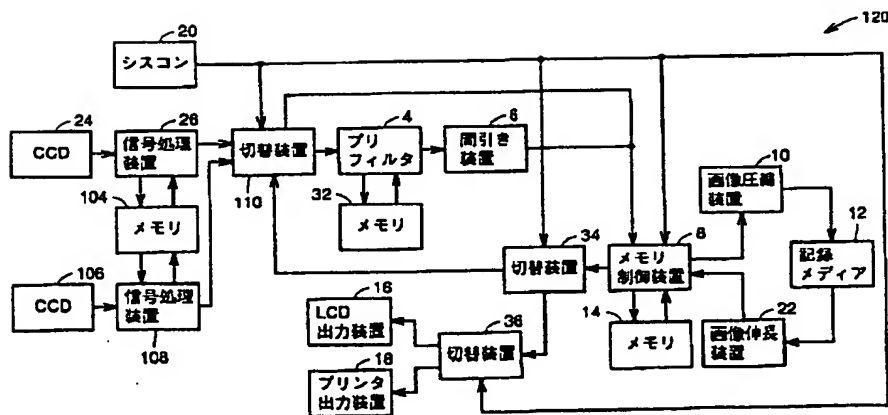 120
20
シスコン
24
CCD
26
信号処理
装置
110
切替装置
4
プリ
フィルタ
6
間引き
装置
10
画像圧縮
装置
104
メモリ
32
メモリ
34
切替装置
8
メモリ
制御装置
12
記録
メディア
106
CCD
信号処理
装置
108
16
LCD
出力装置
36
切替装置
14
メモリ
22
画像伸長
装置
18
プリンタ
出力装置